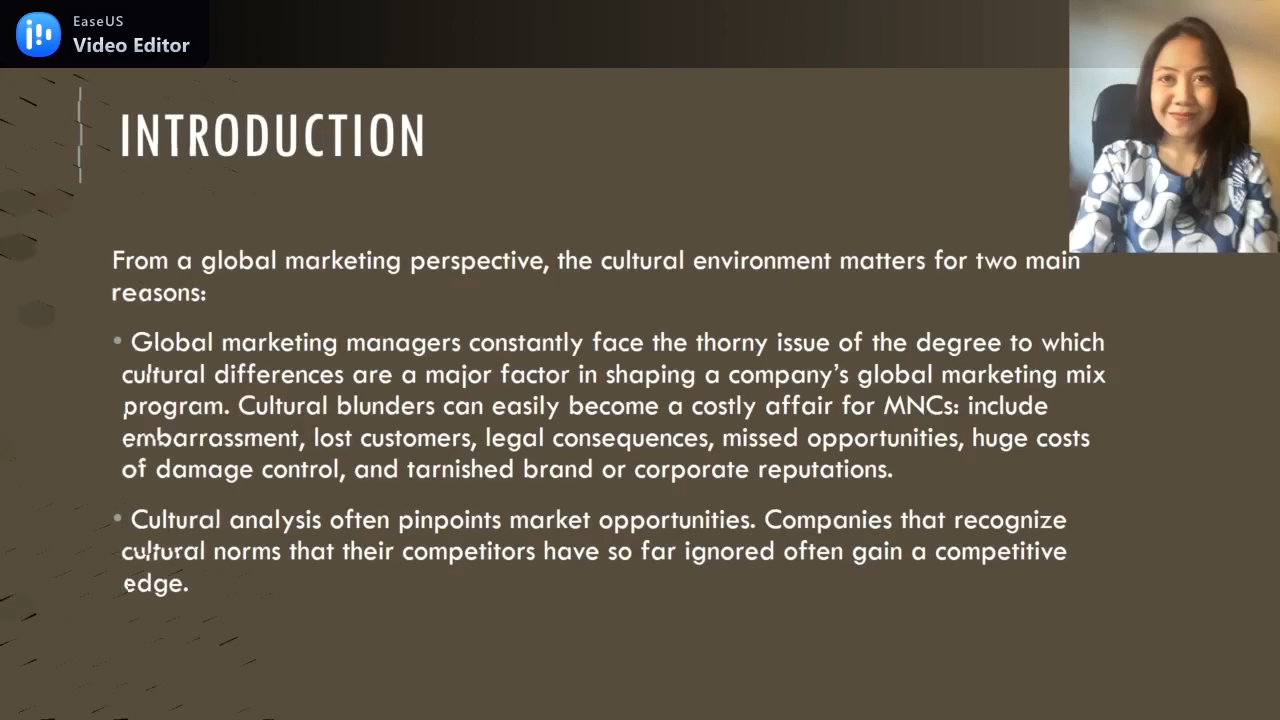 EaseUS
Video Editor
INTRODUCTION
From a global marketing perspective, the cultural environment matters for two main
reasons:
• Global marketing managers constantly face the thorny issue of the degree to which
cultural differences are a major factor in shaping a company's global marketing mix
program. Cultural blunders can easily become a costly affair for MNCs: include
embarrassment, lost customers, legal consequences, missed opportunities, huge costs
of damage control, and tarnished brand or corporate reputations.
• Cultural analysis often pinpoints market opportunities. Companies that recognize
cultural norms that their competitors have so far ignored often gain a competitive
edge.